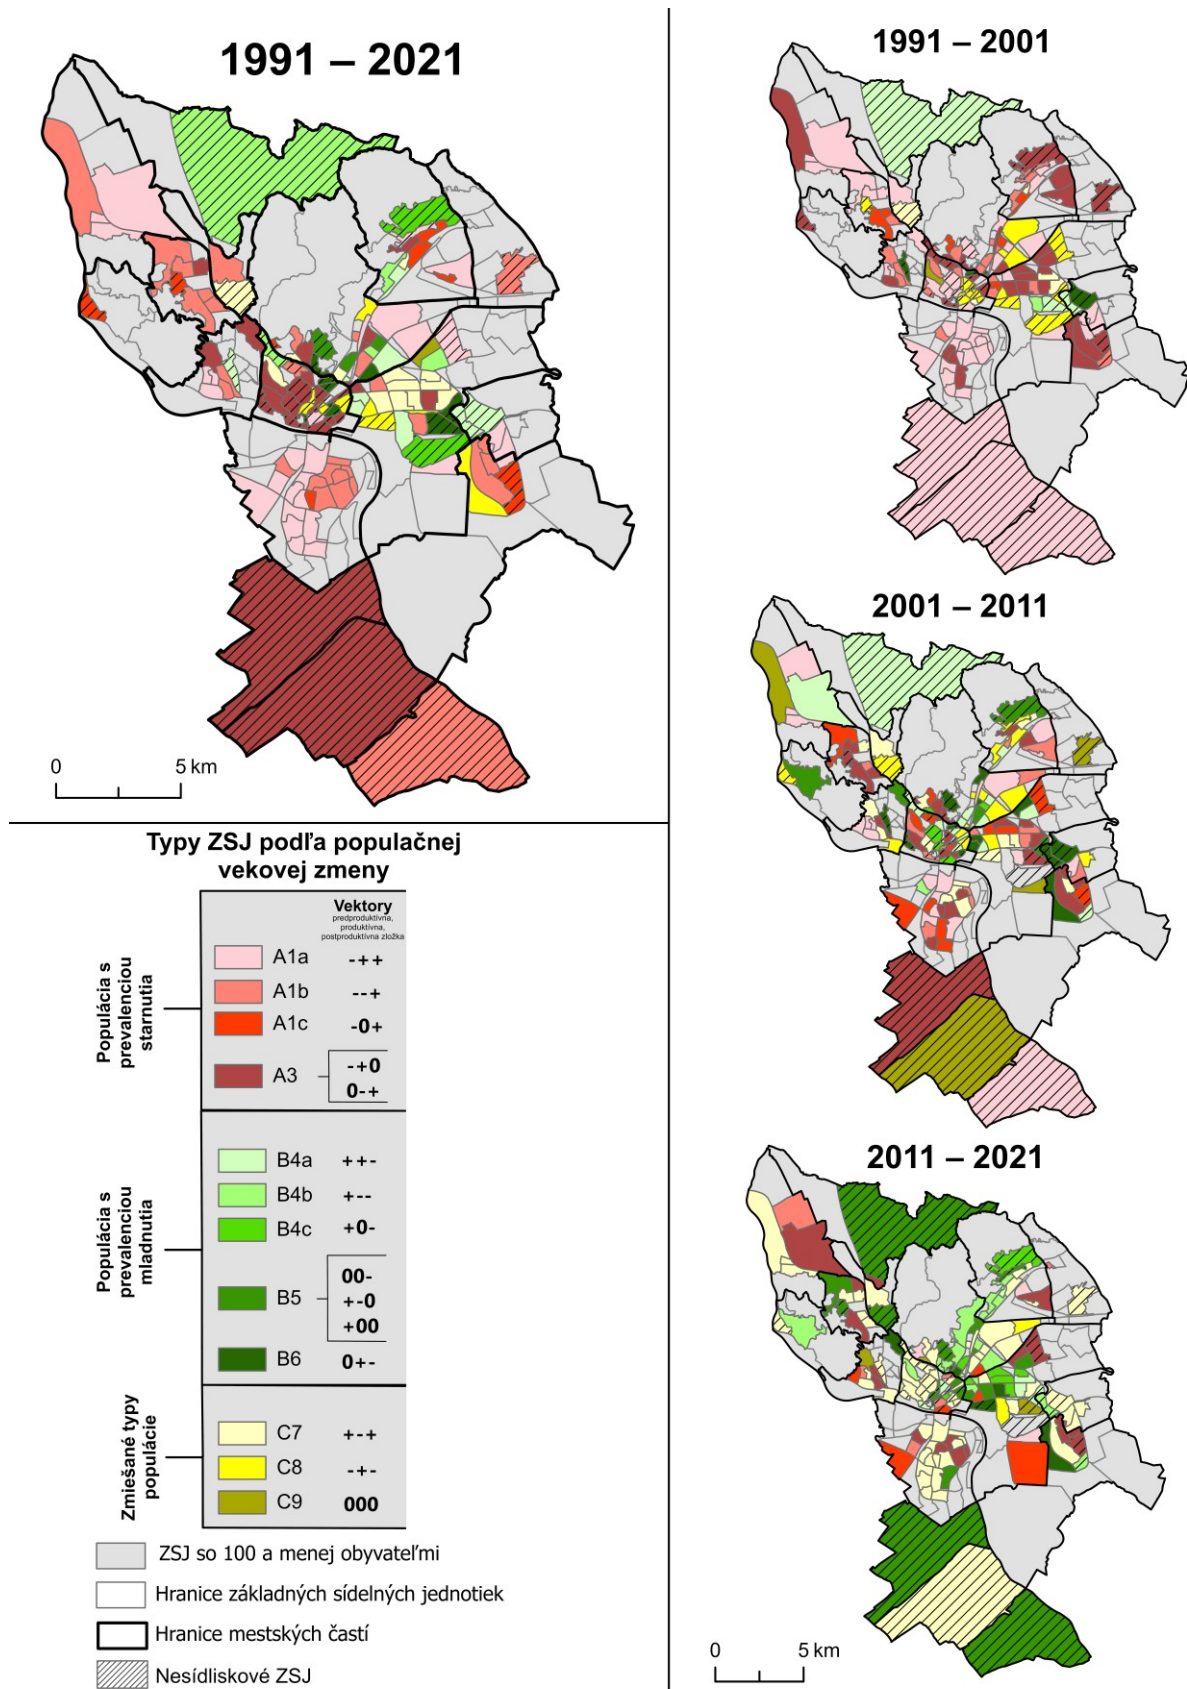 1991 – 2021
0 5 km
1991 – 2001
2001 – 2011
2011 – 2021
0 5 km
Typy ZSJ podľa populačnej
vekovej zmeny
Vektory
predproduktívna,
produktívna,
postproduktívna zložka
Populácia s
prevalenciou
starnutia
A1a -++
A1b --+
A1c -0+
A3 -+0
0-+
Populácia s
prevalenciou
mladnutia
B4a ++-
B4b +--
B4c +0-
B5 00-
+-0
+00
B6 0+-
Zmiešané typy
populácie
C7 +-+
C8 -+-
C9 000
ZSJ so 100 a menej obyvateľmi
Hranice základných sídelných jednotiek
Hranice mestských častí
Nesídliskové ZSJ